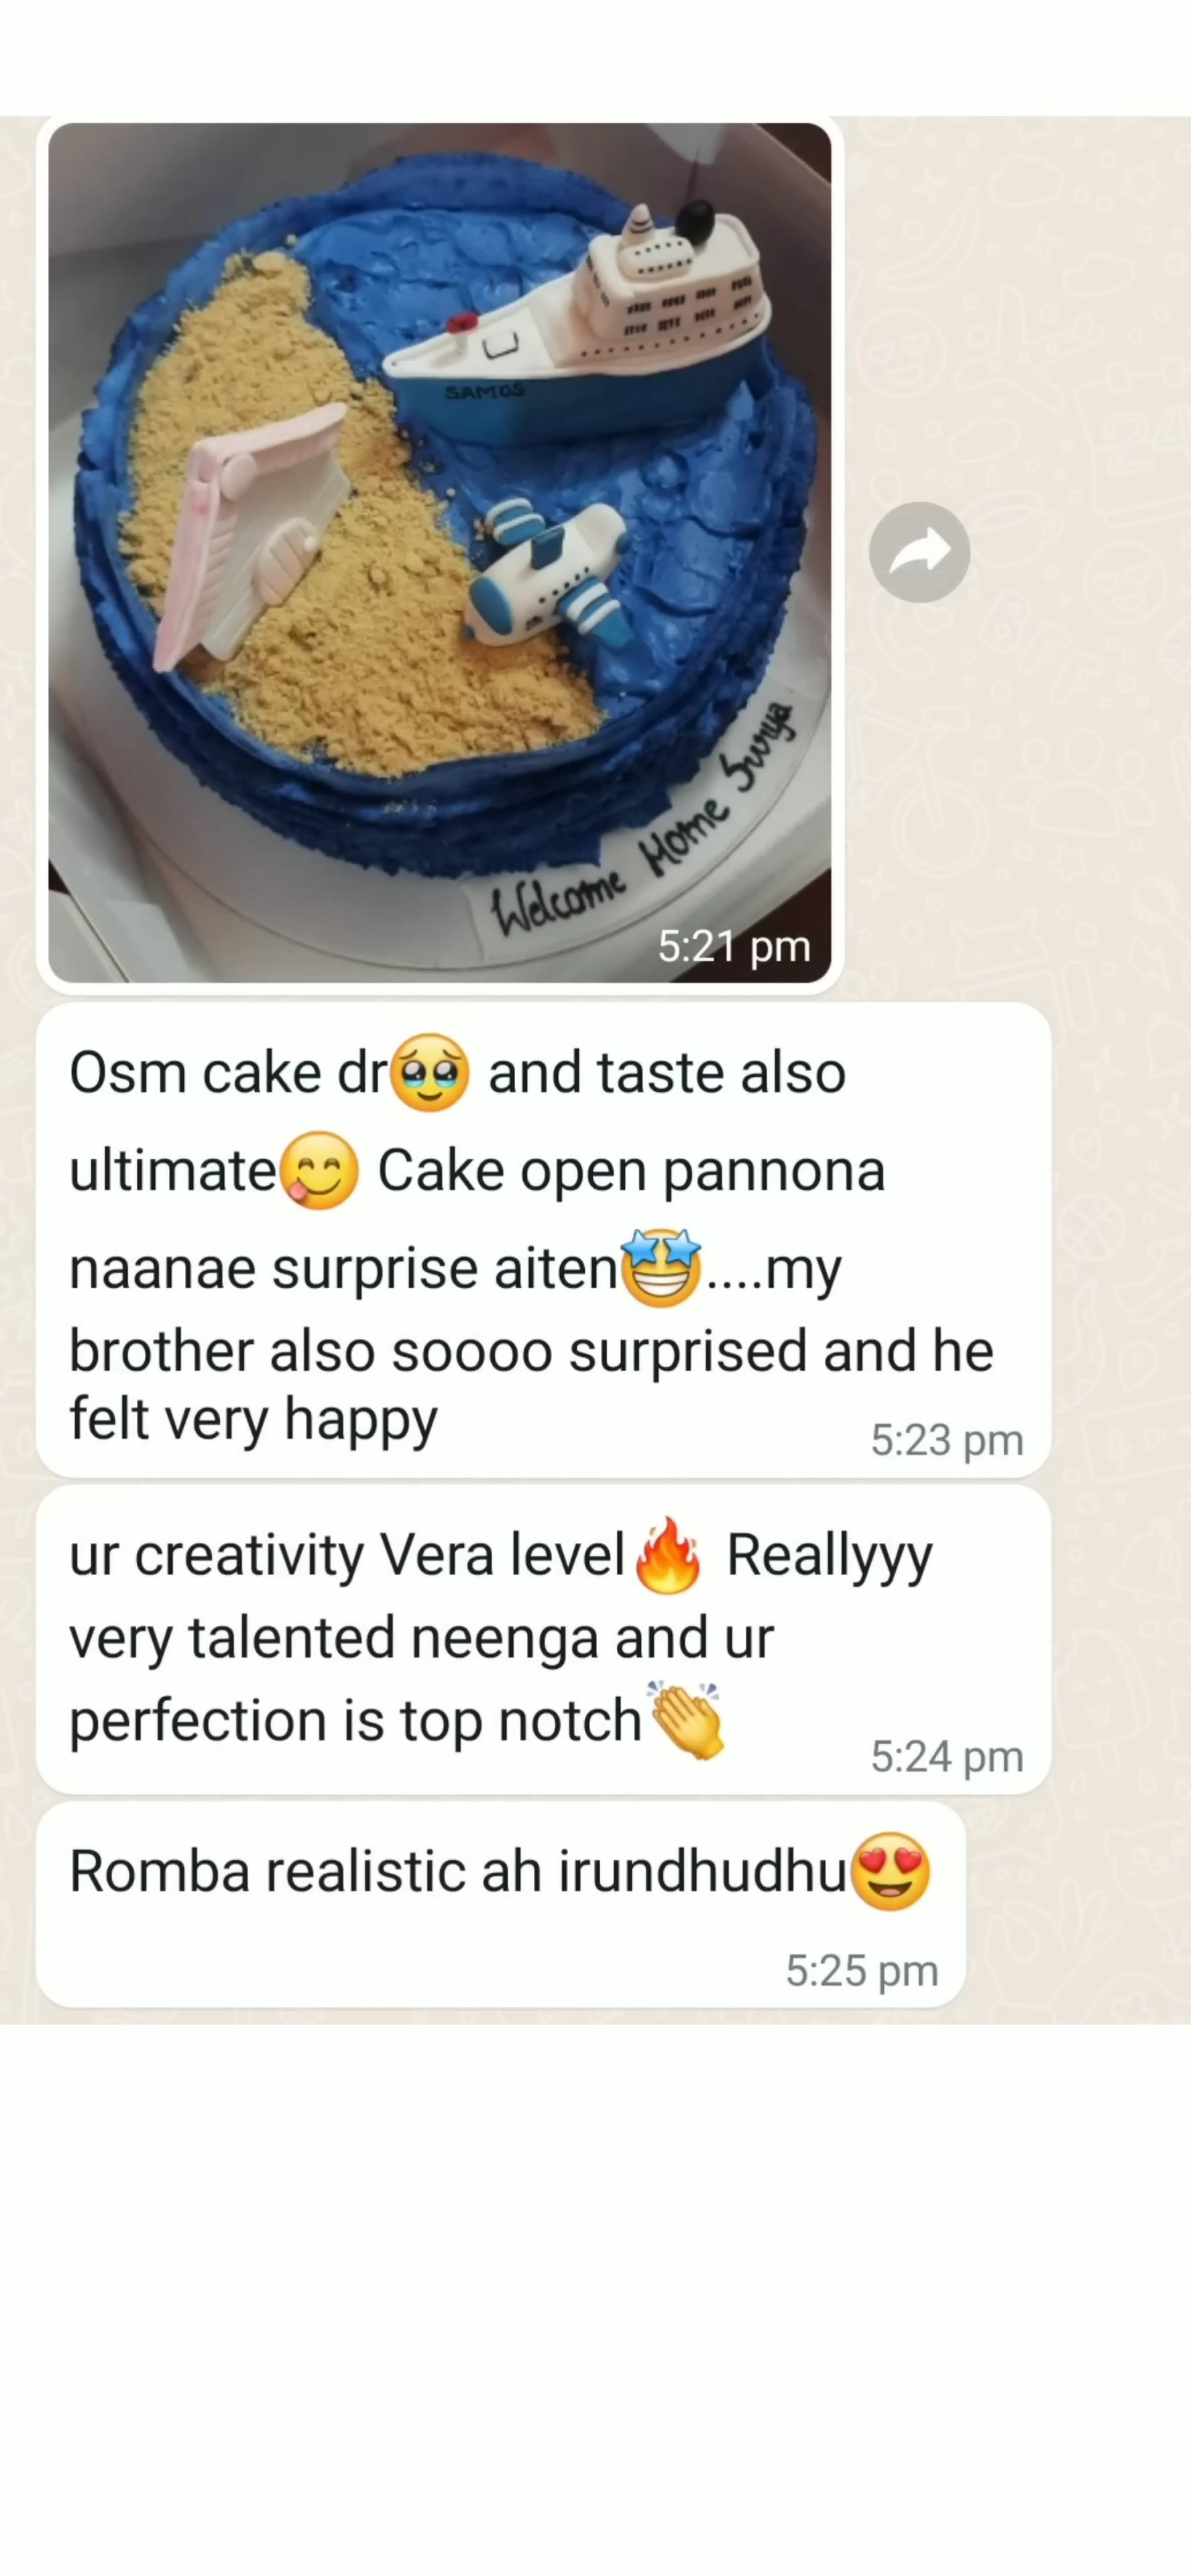 SAMOS
Welcome Home Surya
5:21 pm
Osm cake dr🥹 and taste also
ultimate😋 Cake open pannona
naanae surprise aiten🤩....my
brother also soooo surprised and he
felt very happy
5:23 pm
ur creativity Vera level🔥 Reallyyy
very talented neenga and ur
perfection is top notch👏
5:24 pm
Romba realistic ah irundhudhu😍
5:25 pm